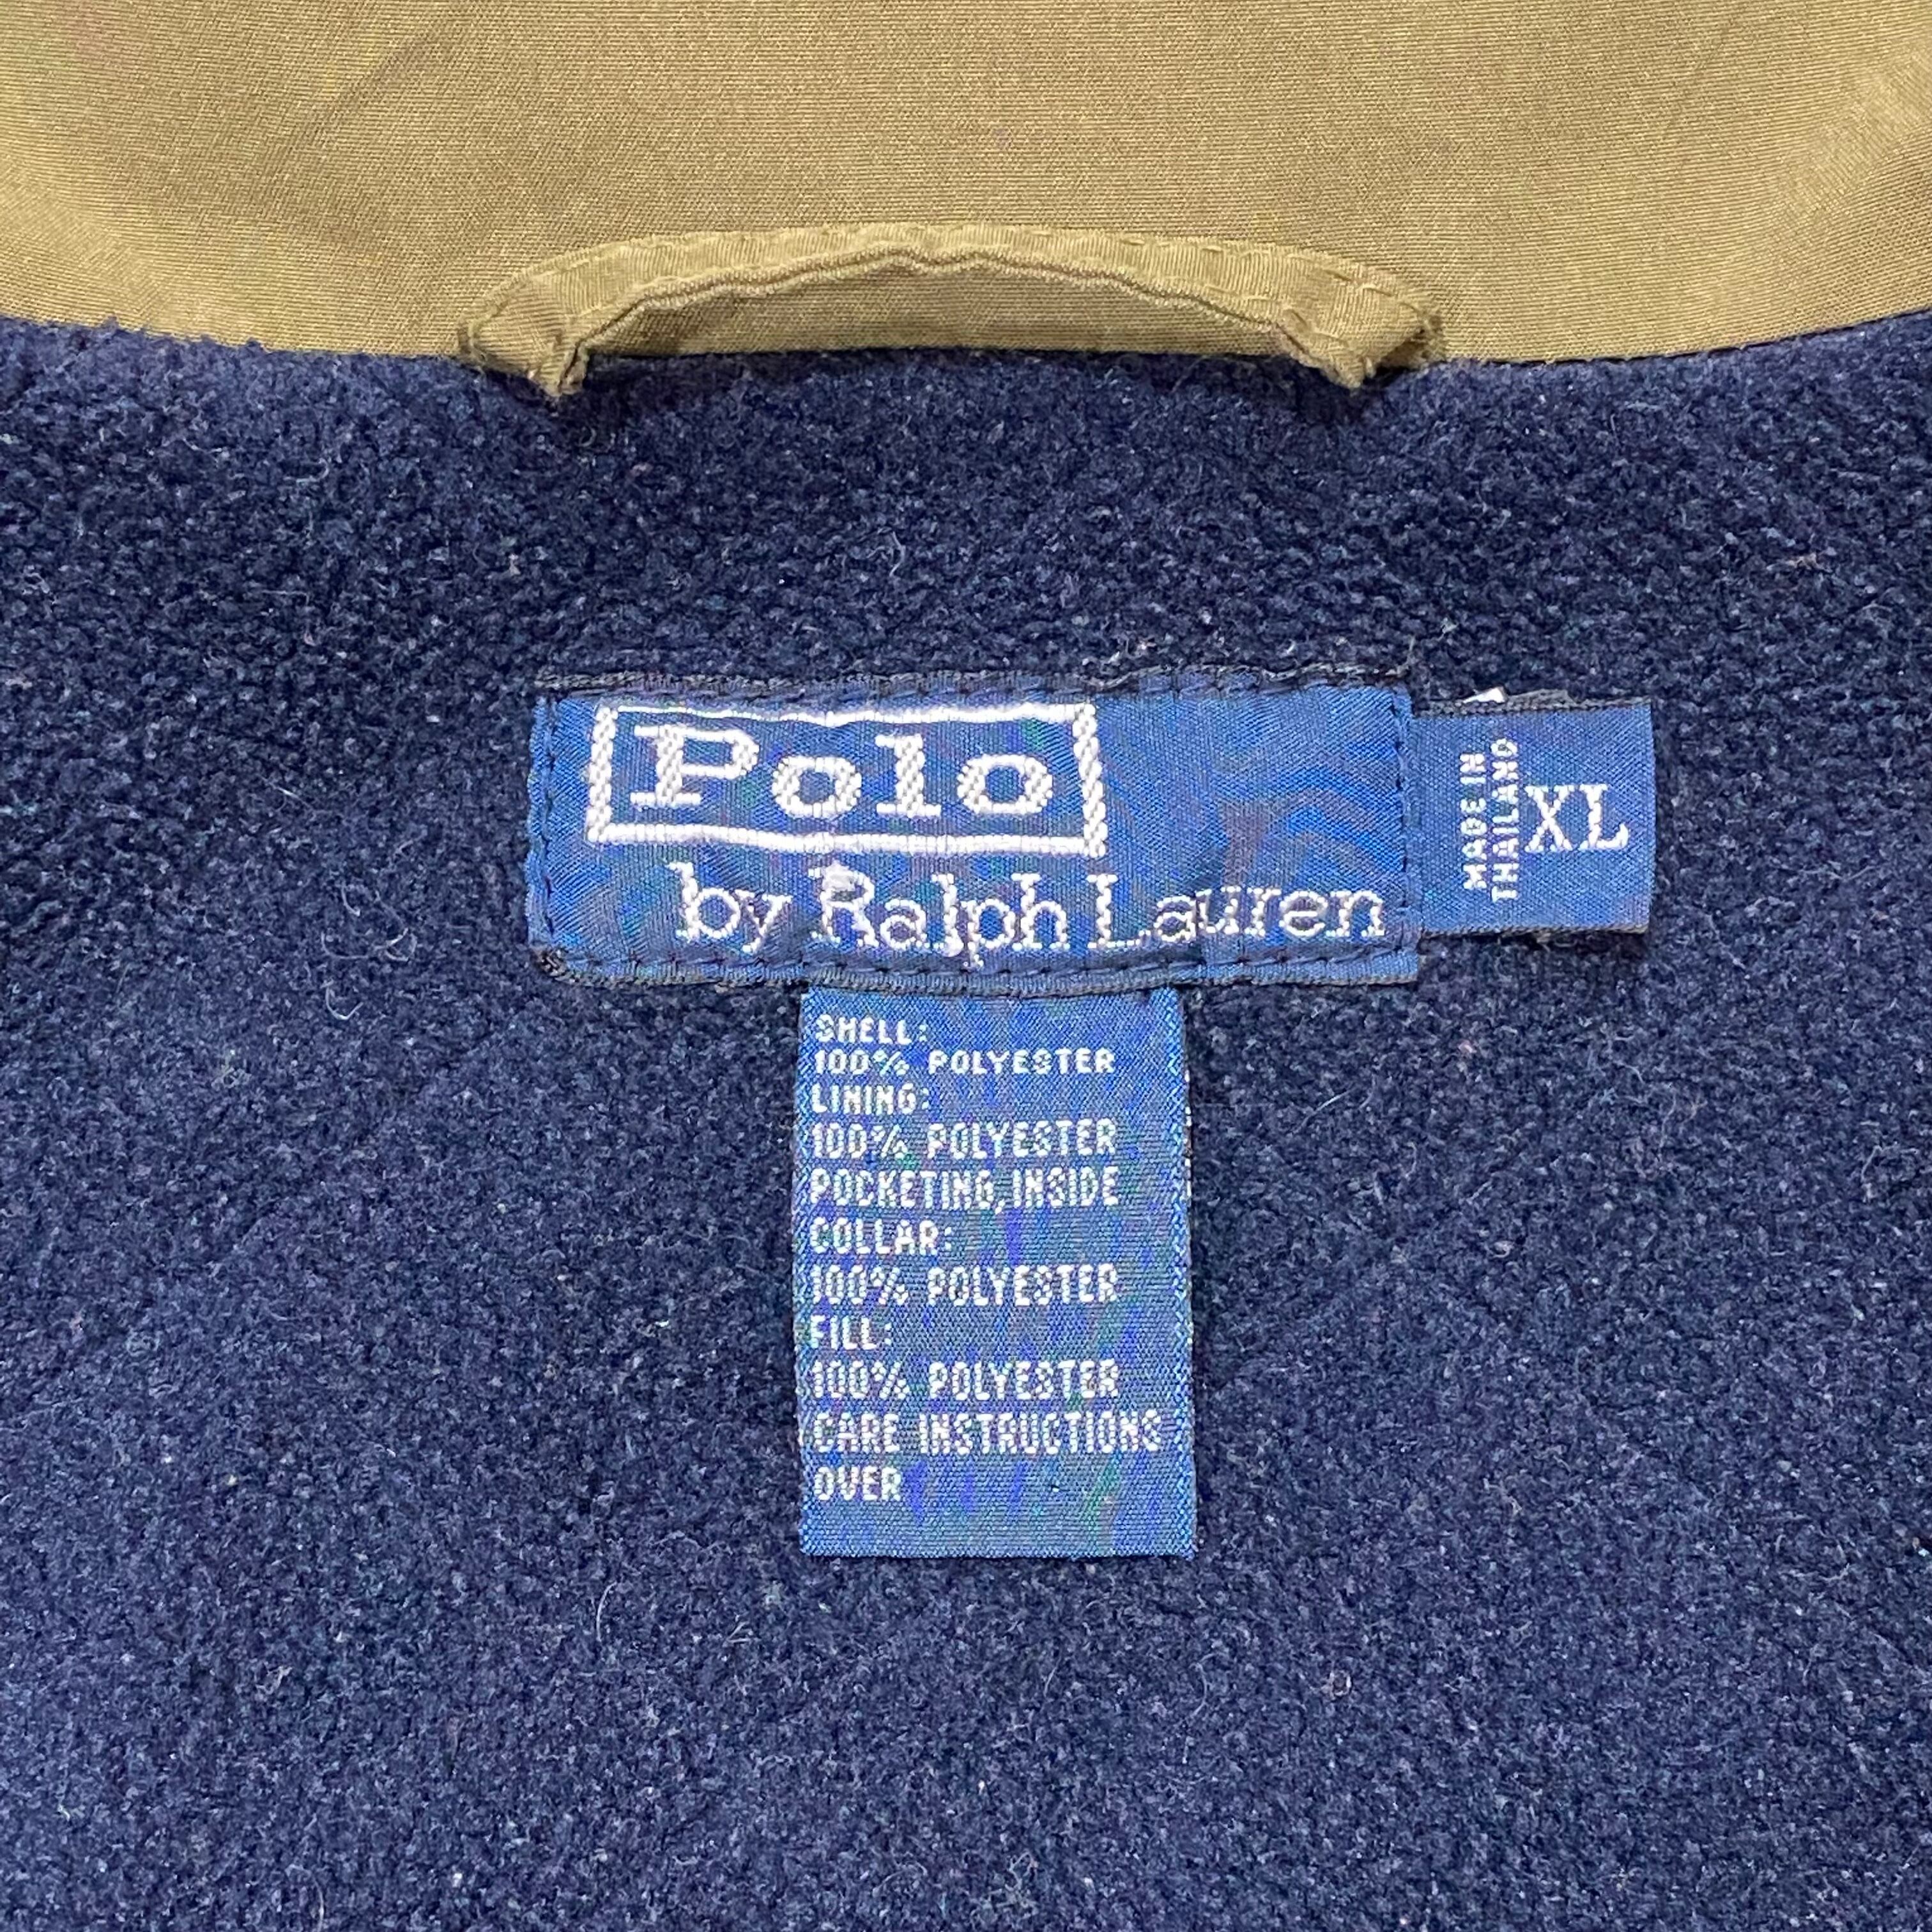 Polo
by Ralph Lauren
MADE IN
THAILAND
XL
SHELL:
100% POLYESTER
LINING:
100% POLYESTER
POCKETING,INSIDE
COLLAR:
100% POLYESTER
FILL:
100% POLYESTER
CARE INSTRUCTIONS
OVER